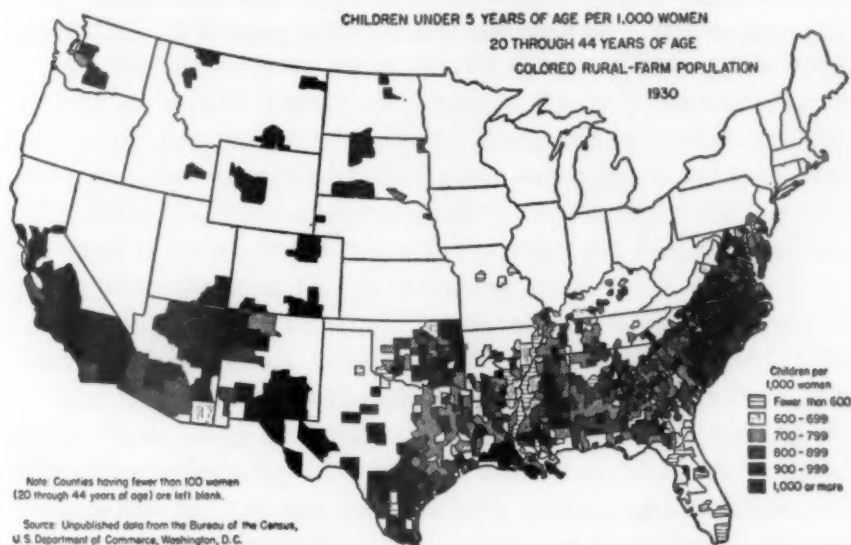 CHILDREN UNDER 5 YEARS OF AGE PER 1,000 WOMEN
20 THROUGH 44 YEARS OF AGE
COLORED RURAL-FARM POPULATION
1930
Children per
1,000 women
Fewer than 600
600-699
700-799
800-899
900-999
1,000 or more
Note: Counties having fewer than 100 women
(20 through 44 years of age) are left blank.
Source: Unpublished data from the Bureau of the Census,
U.S. Department of Commerce, Washington, D.C.